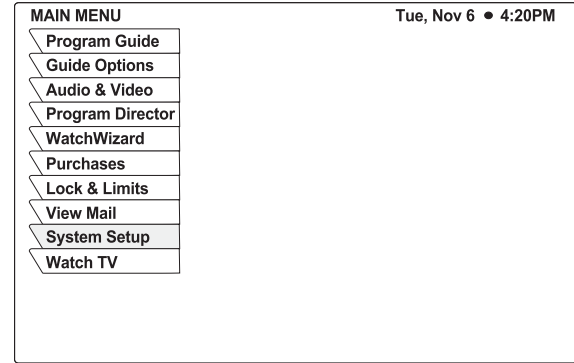 MAIN MENU Tue, Nov 6 ● 4:20PM
Program Guide
Guide Options
Audio & Video
Program Director
WatchWizard
Purchases
Lock & Limits
View Mail
System Setup
Watch TV